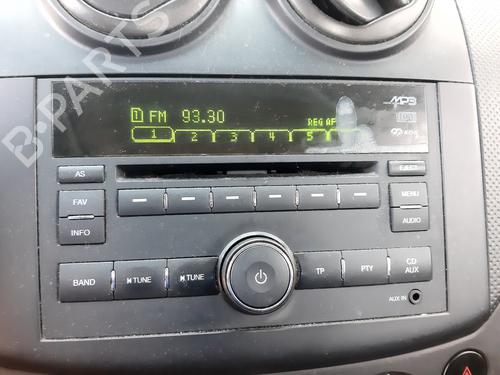 B-PARTS
1 FM 93.30
REG AF
1 2 3 4 5
MP3
AS
EJECT
FAV
MENU
INFO
AUDIO
BAND
TUNE
TUNE
TP
PTY
CD
AUX
AUX IN